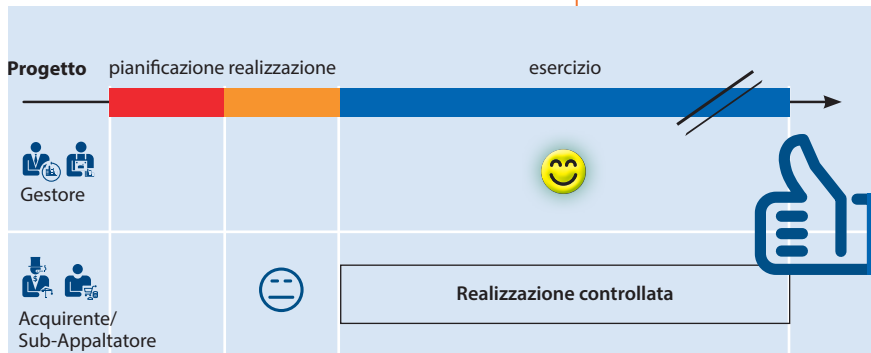 Progetto pianificazione realizzazione esercizio
Gestore
Realizzazione controllata
Acquirente/
Sub-Appaltatore